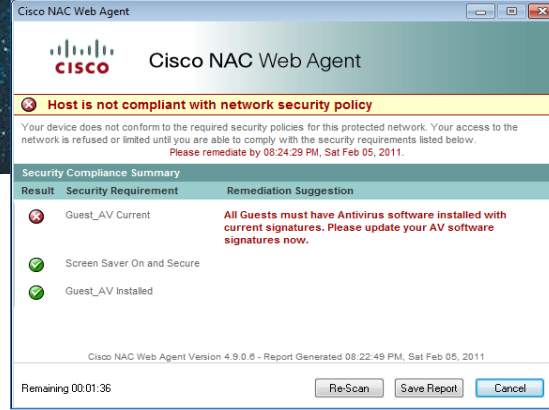 Cisco NAC Web Agent
CISCO
Cisco NAC Web Agent
Host is not compliant with network security policy
Your device does not conform to the required security policies for this protected network. Your access to the
network is refused or limited until you are able to comply with the security requirements listed below.
Please remediate by 08:24:29 PM, Sat Feb 05, 2011.
Security Compliance Summary
Result Security Requirement Remediation Suggestion
Guest_AV Current All Guests must have Antivirus software installed with
current signatures. Please update your AV software
signatures now.
Screen Saver On and Secure
Guest_AV Installed
Cisco NAC Web Agent Version 4.9.0.6 - Report Generated 08:22:49 PM, Sat Feb 05, 2011
Remaining 00:01:36 Re-Scan Save Report Cancel